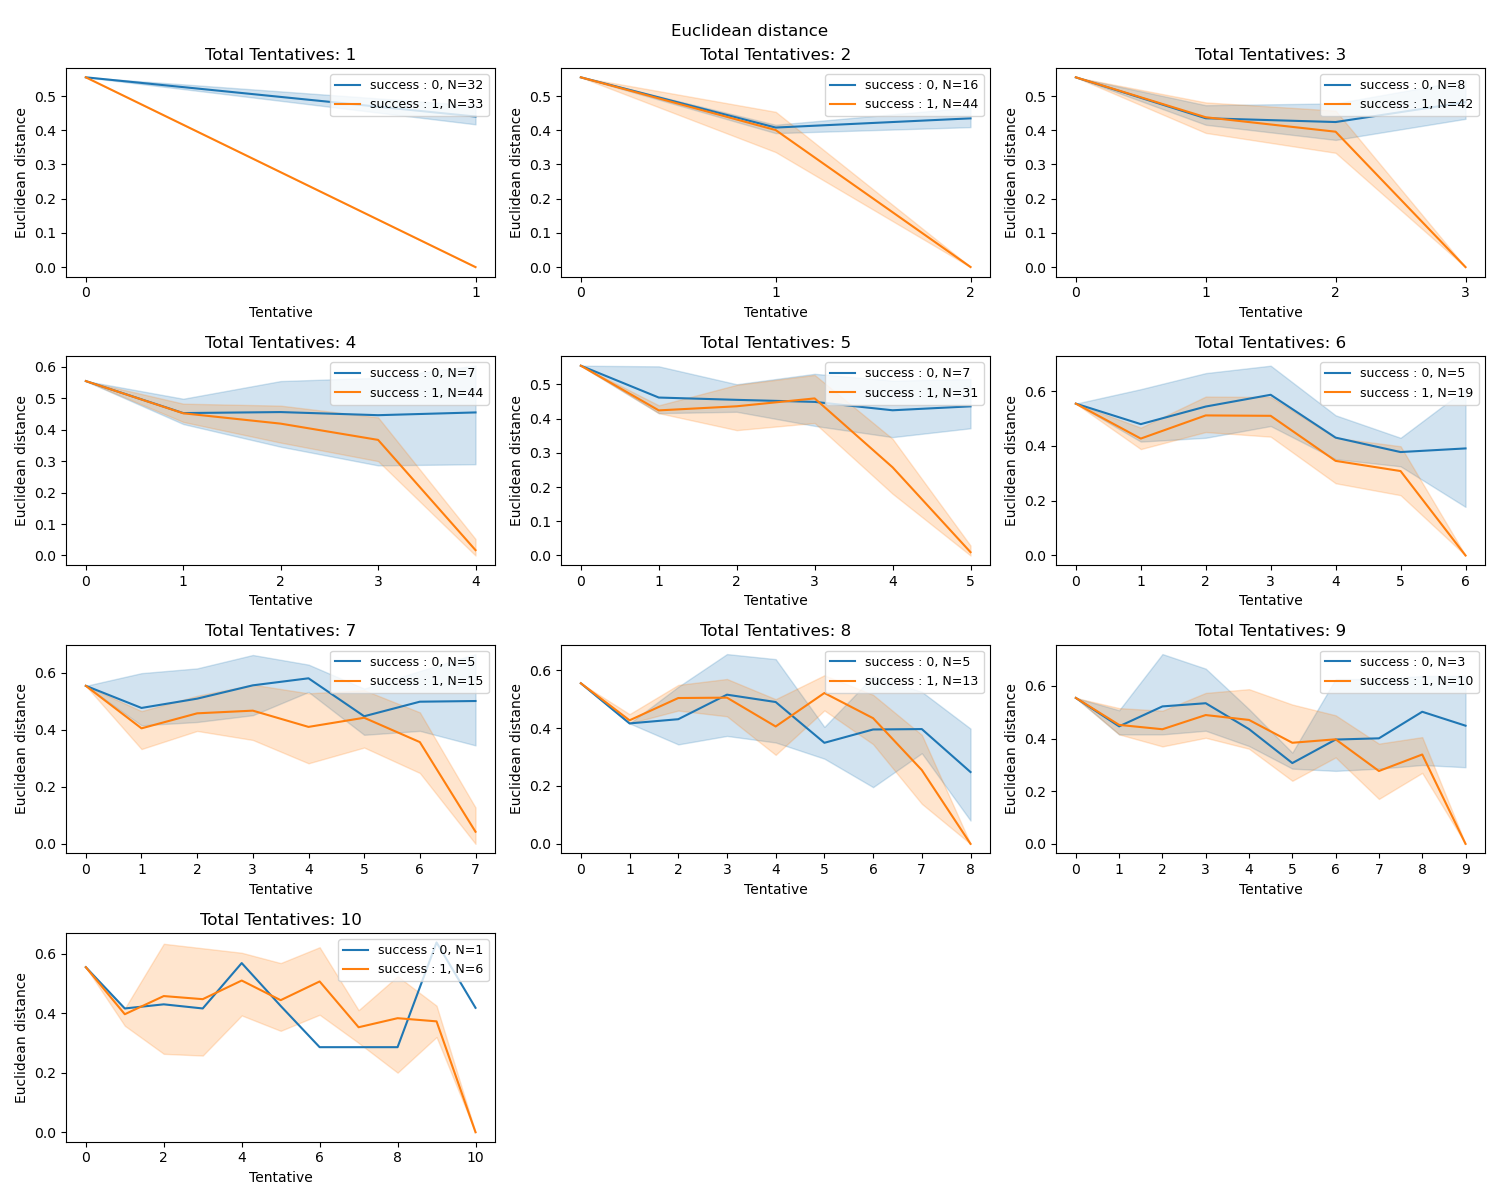 Euclidean distance
Total Tentatives: 1
Euclidean distance
0.5
0.4
0.3
0.2
0.1
0.0
success : 0, N=32
success : 1, N=33
0 1
Tentative
Total Tentatives: 2
Euclidean distance
0.5
0.4
0.3
0.2
0.1
0.0
success : 0, N=16
success : 1, N=44
0 1 2
Tentative
Total Tentatives: 3
Euclidean distance
0.5
0.4
0.3
0.2
0.1
0.0
success : 0, N=8
success : 1, N=42
0 1 2 3
Tentative
Total Tentatives: 4
Euclidean distance
0.6
0.5
0.4
0.3
0.2
0.1
0.0
success : 0, N=7
success : 1, N=44
0 1 2 3 4
Tentative
Total Tentatives: 5
Euclidean distance
0.5
0.4
0.3
0.2
0.1
0.0
success : 0, N=7
success : 1, N=31
0 1 2 3 4 5
Tentative
Total Tentatives: 6
Euclidean distance
0.6
0.4
0.2
0.0
success : 0, N=5
success : 1, N=19
0 1 2 3 4 5 6
Tentative
Total Tentatives: 7
Euclidean distance
0.6
0.4
0.2
0.0
success : 0, N=5
success : 1, N=15
0 1 2 3 4 5 6 7
Tentative
Total Tentatives: 8
Euclidean distance
0.6
0.4
0.2
0.0
success : 0, N=5
success : 1, N=13
0 1 2 3 4 5 6 7 8
Tentative
Total Tentatives: 9
Euclidean distance
0.6
0.4
0.2
0.0
success : 0, N=3
success : 1, N=10
0 1 2 3 4 5 6 7 8 9
Tentative
Total Tentatives: 10
Euclidean distance
0.6
0.4
0.2
0.0
success : 0, N=1
success : 1, N=6
0 2 4 6 8 10
Tentative